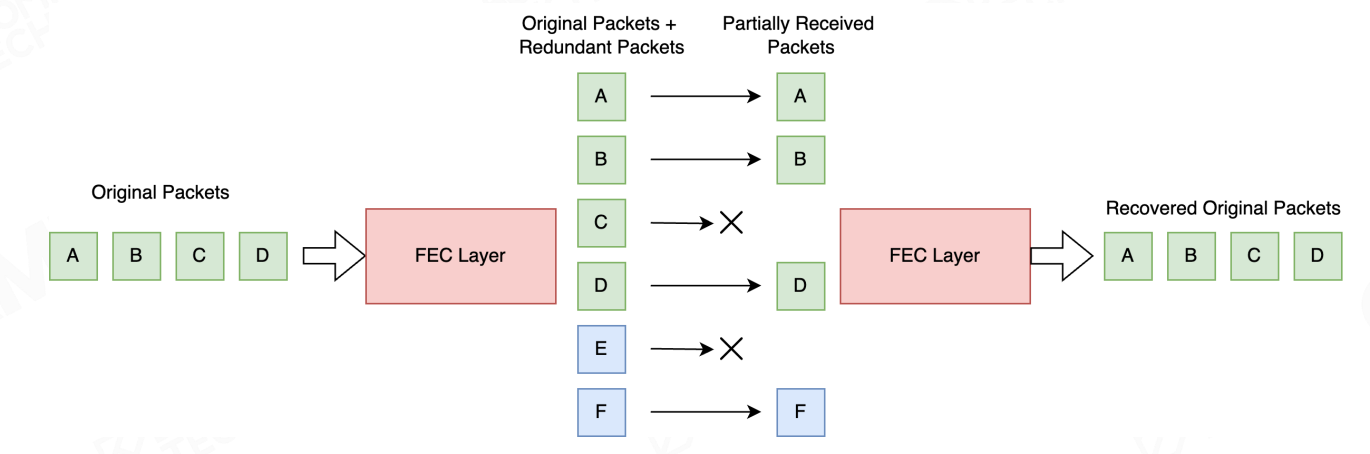 Original Packets
A B C D
FEC Layer
Original Packets +
Redundant Packets
A
B
C
D
E
F
Partially Received
Packets
A
B
D
F
FEC Layer
Recovered Original Packets
A B C D